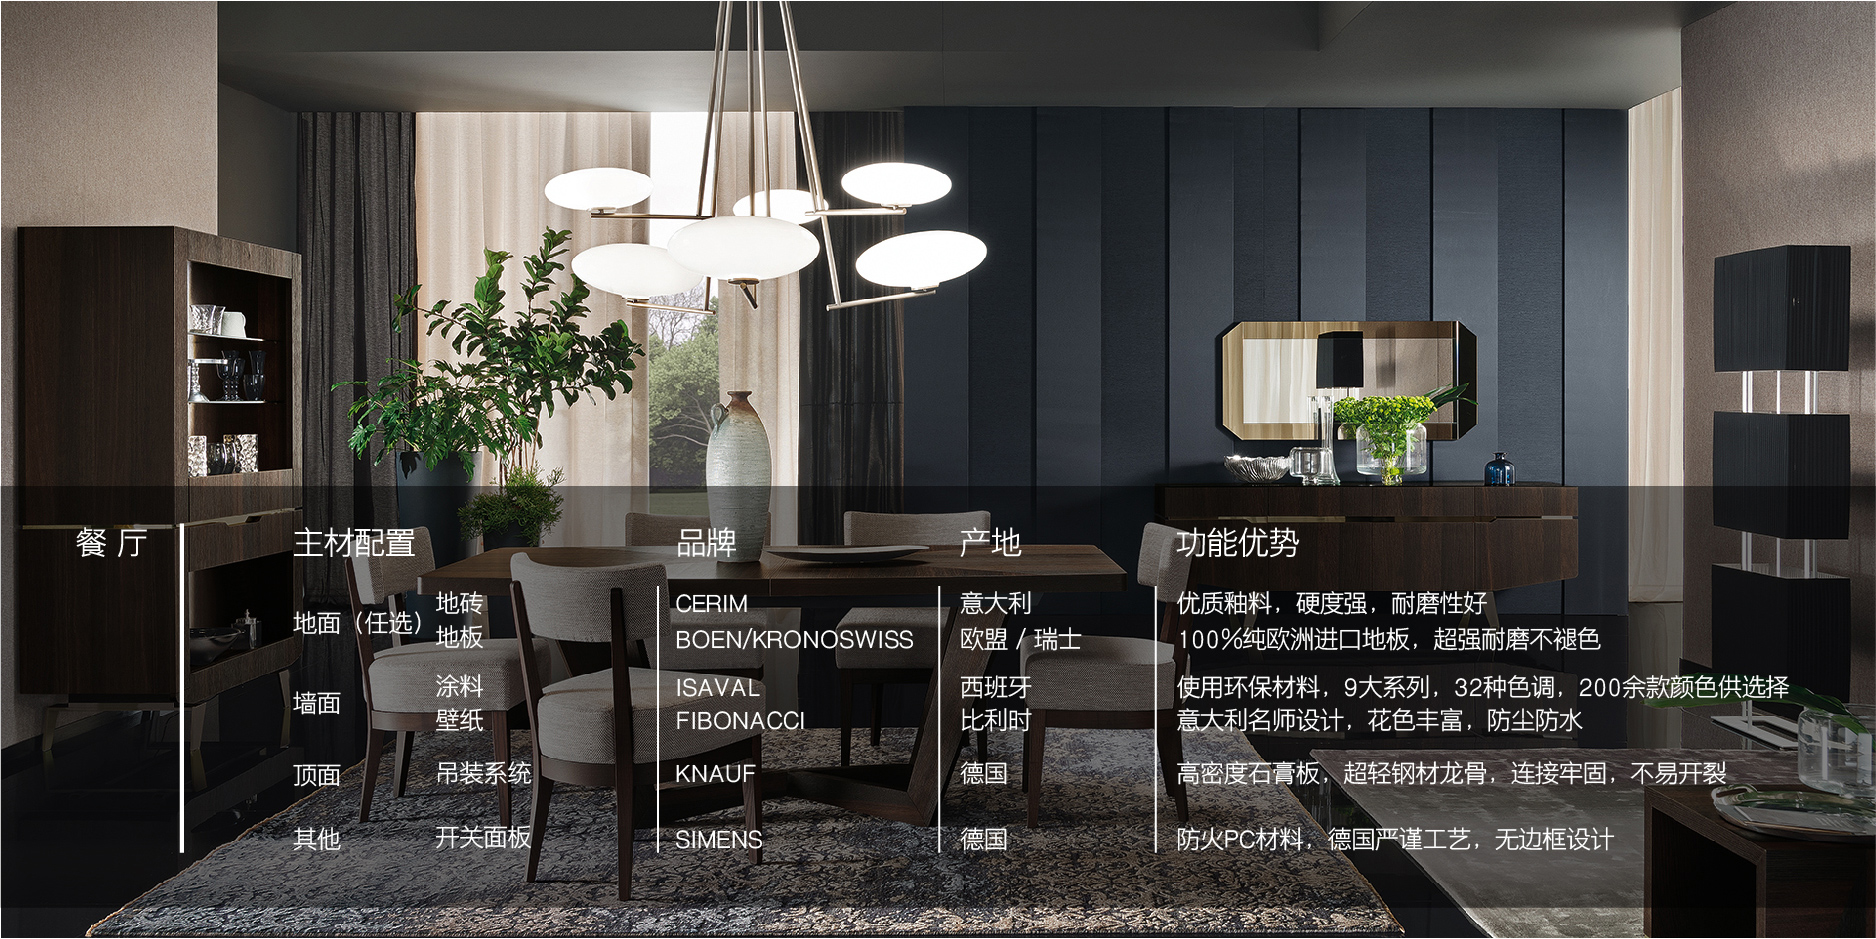 餐 厅 主材配置 品牌 产地 功能优势
地面（任选） 地砖 CERIM 意大利 优质釉料，硬度强，耐磨性好
地板 BOEN/KRONOSWISS 欧盟 / 瑞士 100%纯欧洲进口地板，超强耐磨不褪色
墙面 涂料 ISAVAL 西班牙 使用环保材料，9大系列，32种色调，200余款颜色供选择
壁纸 FIBONACCI 比利时 意大利名师设计，花色丰富，防尘防水
顶面 吊装系统 KNAUF 德国 高密度石膏板，超轻钢材龙骨，连接牢固，不易开裂
其他 开关面板 SIMENS 德国 防火PC材料，德国严谨工艺，无边框设计